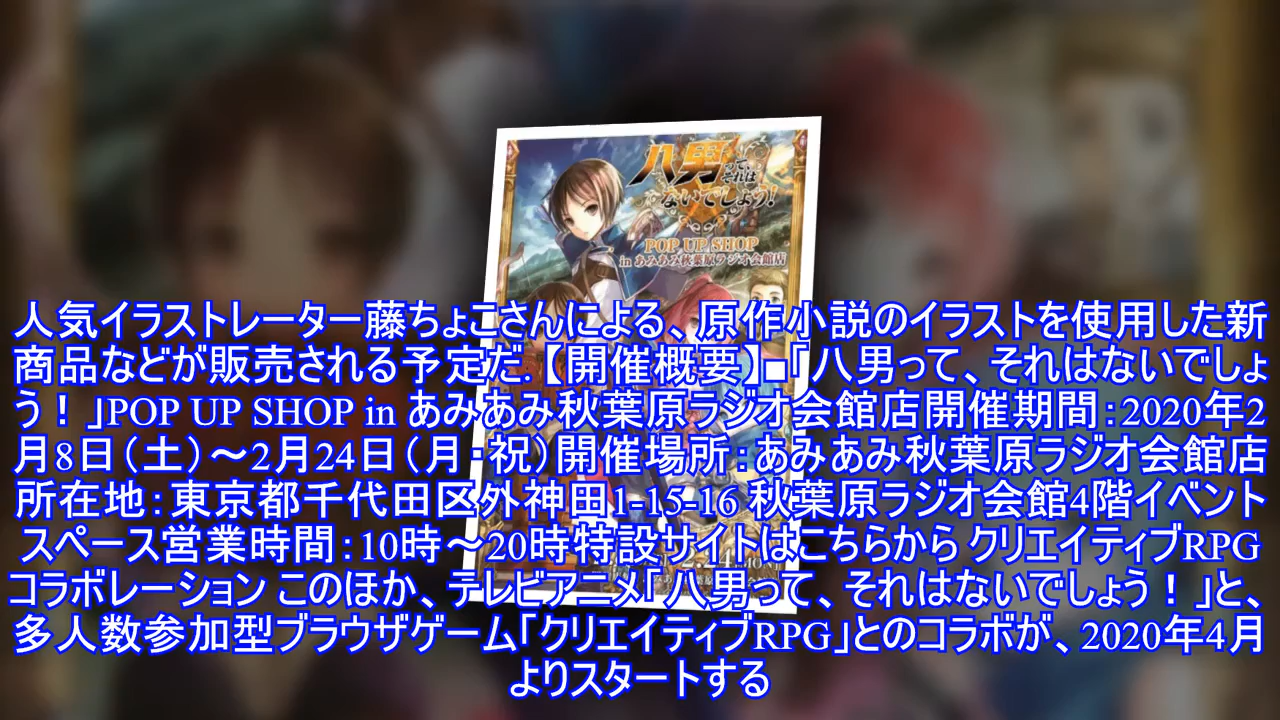 八男って、それは
ないでしょう!
POP UP SHOP
in あみあみ秋葉原ラジオ会館店
人気イラストレーター藤ちょこさんによる、原作小説のイラストを使用した新
商品などが販売される予定だ.【開催概要】■「八男って、それはないでしょ
う！」POP UP SHOP in あみあみ秋葉原ラジオ会館店開催期間：2020年2
月8日（土）～2月24日（月・祝）開催場所：あみあみ秋葉原ラジオ会館店
所在地：東京都千代田区外神田1-15-16 秋葉原ラジオ会館4階イベント
スペース営業時間：10時～20時特設サイトはこちらから クリエイティブRPG
コラボレーション このほか、テレビアニメ「八男って、それはないでしょう！」と、
多人数参加型ブラウザゲーム「クリエイティブRPG」とのコラボが、2020年4月
よりスタートする